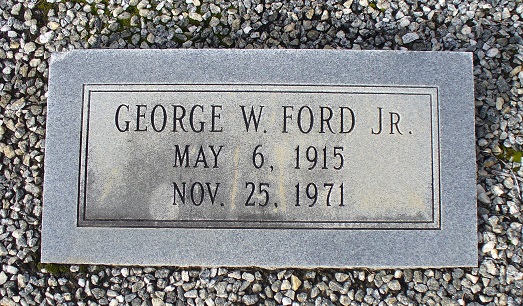 GEORGE W. FORD JR.
MAY 6, 1915
NOV. 25, 1971